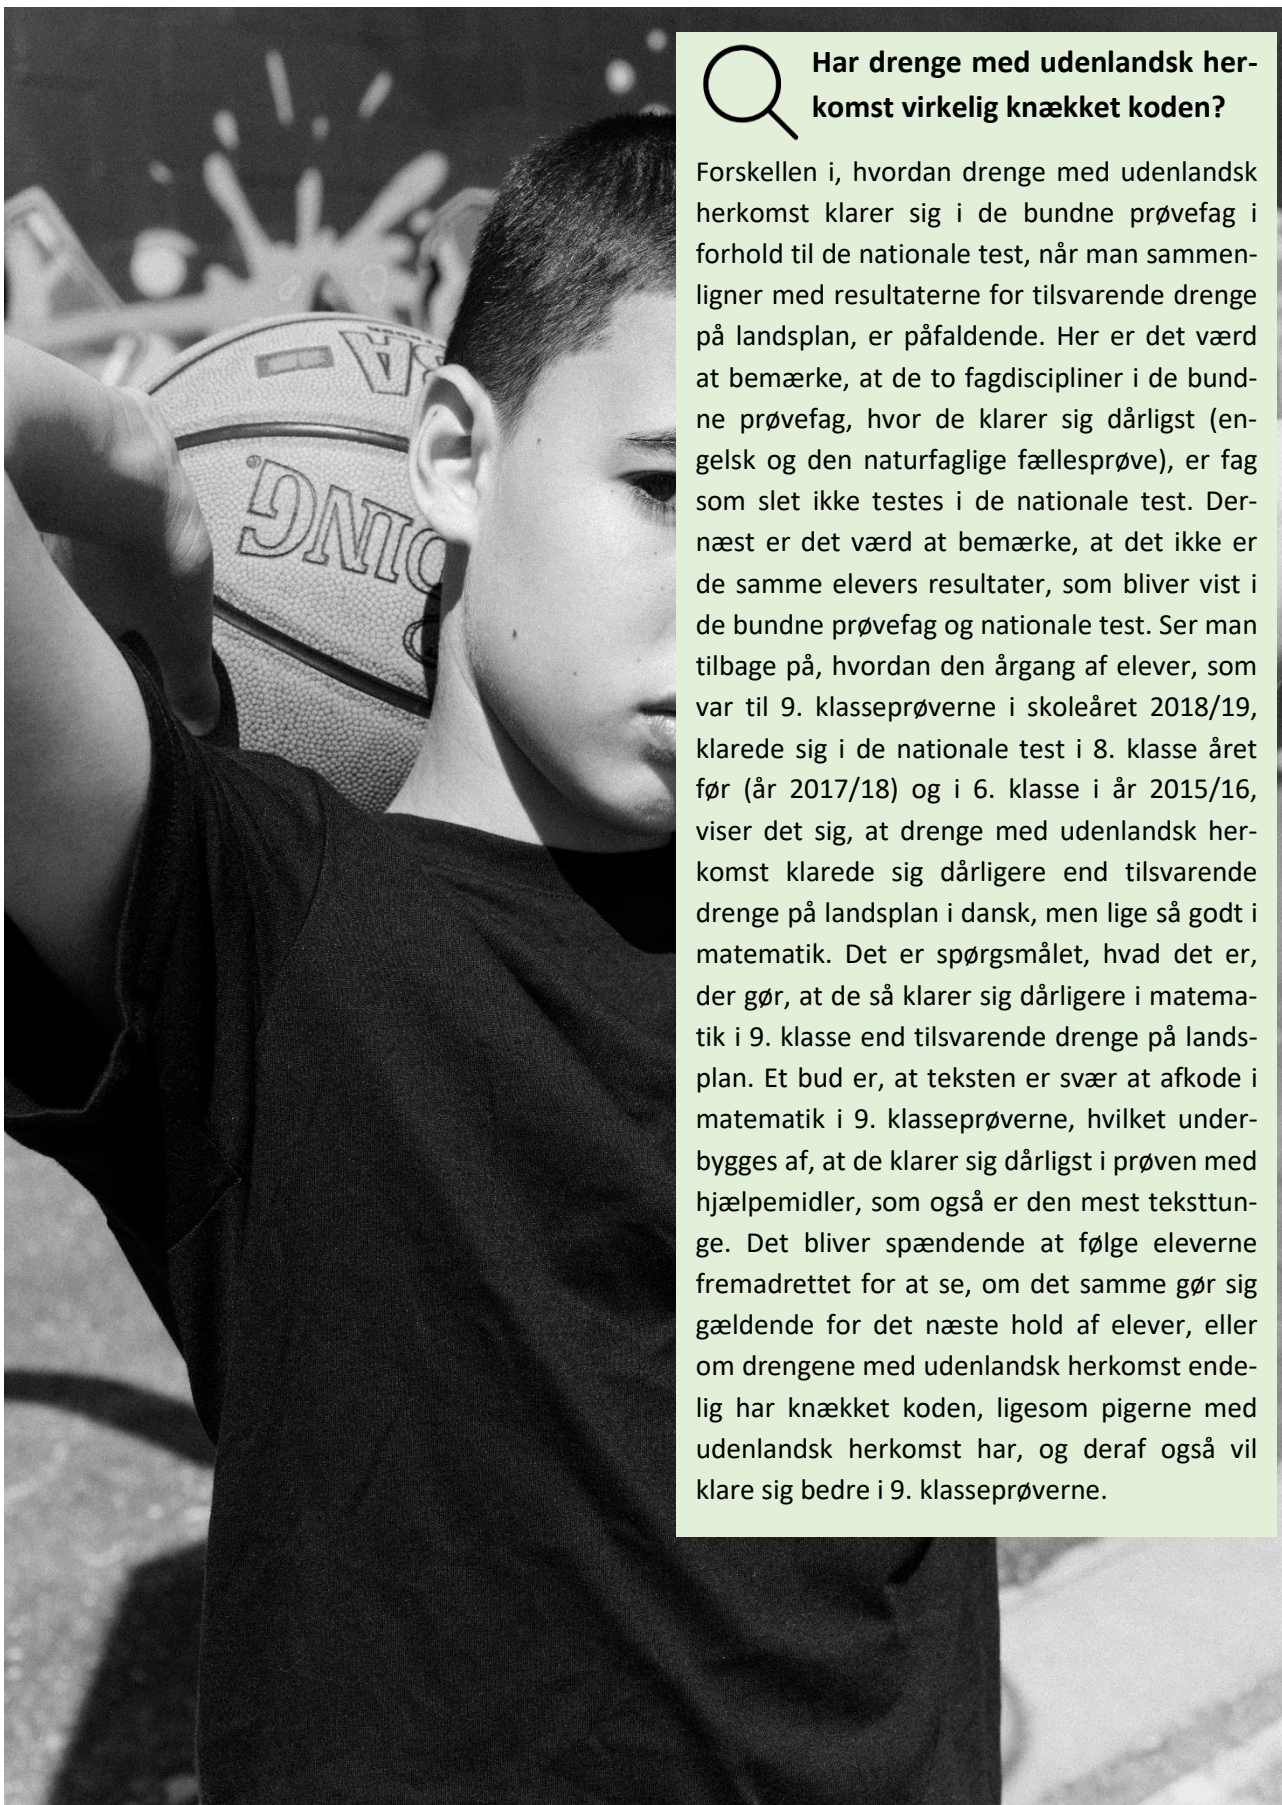 Har drenge med udenlandsk her-
komst virkelig knækket koden?
Forskellen i, hvordan drenge med udenlandsk
herkomst klarer sig i de bundne prøvefag i
forhold til de nationale test, når man sammen-
ligner med resultaterne for tilsvarende drenge
på landsplan, er påfaldende. Her er det værd
at bemærke, at de to fagdiscipliner i de bund-
ne prøvefag, hvor de klarer sig dårligst (en-
gelsk og den naturfaglige fællesprøve), er fag
som slet ikke testes i de nationale test. Der-
næst er det værd at bemærke, at det ikke er
de samme elevers resultater, som bliver vist i
de bundne prøvefag og nationale test. Ser man
tilbage på, hvordan den årgang af elever, som
var til 9. klasseprøverne i skoleåret 2018/19,
klarede sig i de nationale test i 8. klasse året
før (år 2017/18) og i 6. klasse i år 2015/16,
viser det sig, at drenge med udenlandsk her-
komst klarede sig dårligere end tilsvarende
drenge på landsplan i dansk, men lige så godt i
matematik. Det er spørgsmålet, hvad det er,
der gør, at de så klarer sig dårligere i matema-
tik i 9. klasse end tilsvarende drenge på lands-
plan. Et bud er, at teksten er svær at afkode i
matematik i 9. klasseprøverne, hvilket under-
bygges af, at de klarer sig dårligst i prøven med
hjælpemidler, som også er den mest teksttun-
ge. Det bliver spændende at følge eleverne
fremadrettet for at se, om det samme gør sig
gældende for det næste hold af elever, eller
om drengene med udenlandsk herkomst ende-
lig har knækket koden, ligesom pigerne med
udenlandsk herkomst har, og deraf også vil
klare sig bedre i 9. klasseprøverne.